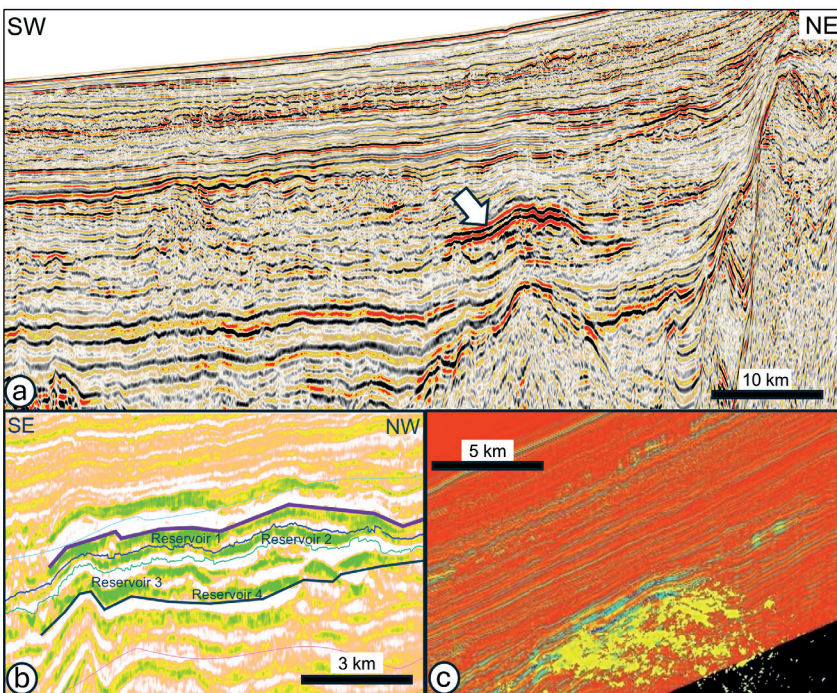 SW
NE
10 km
a
SE
NW
Reservoir 1
Reservoir 2
Reservoir 3
Reservoir 4
3 km
b
5 km
c